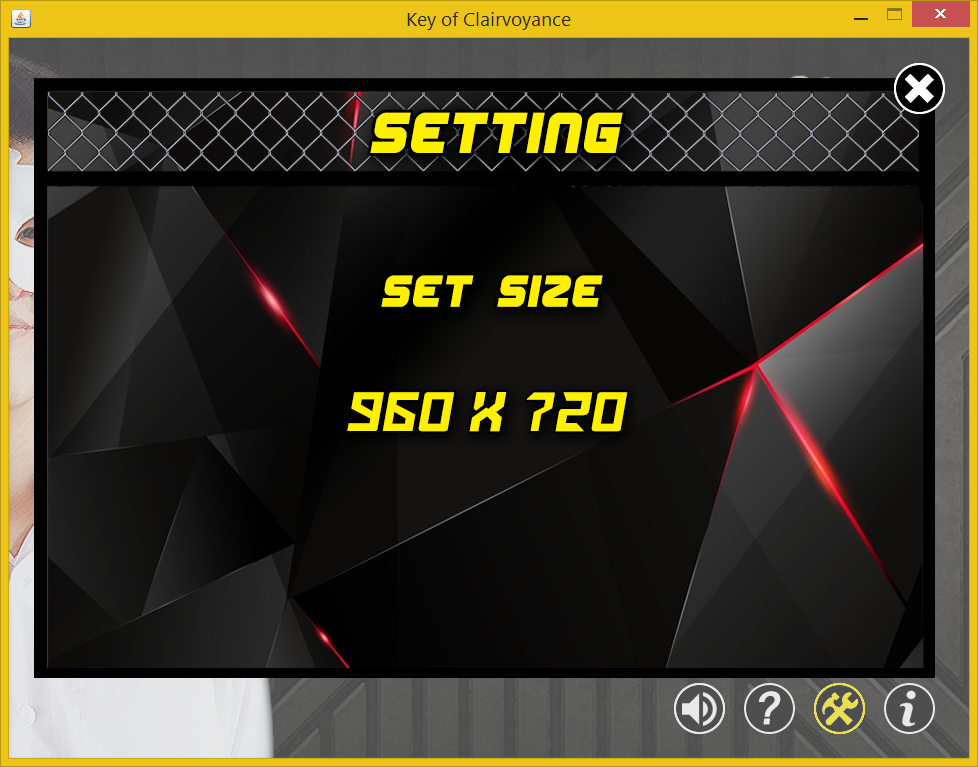 Key of Clairvoyance
SETTING
SET SIZE
960 X 720